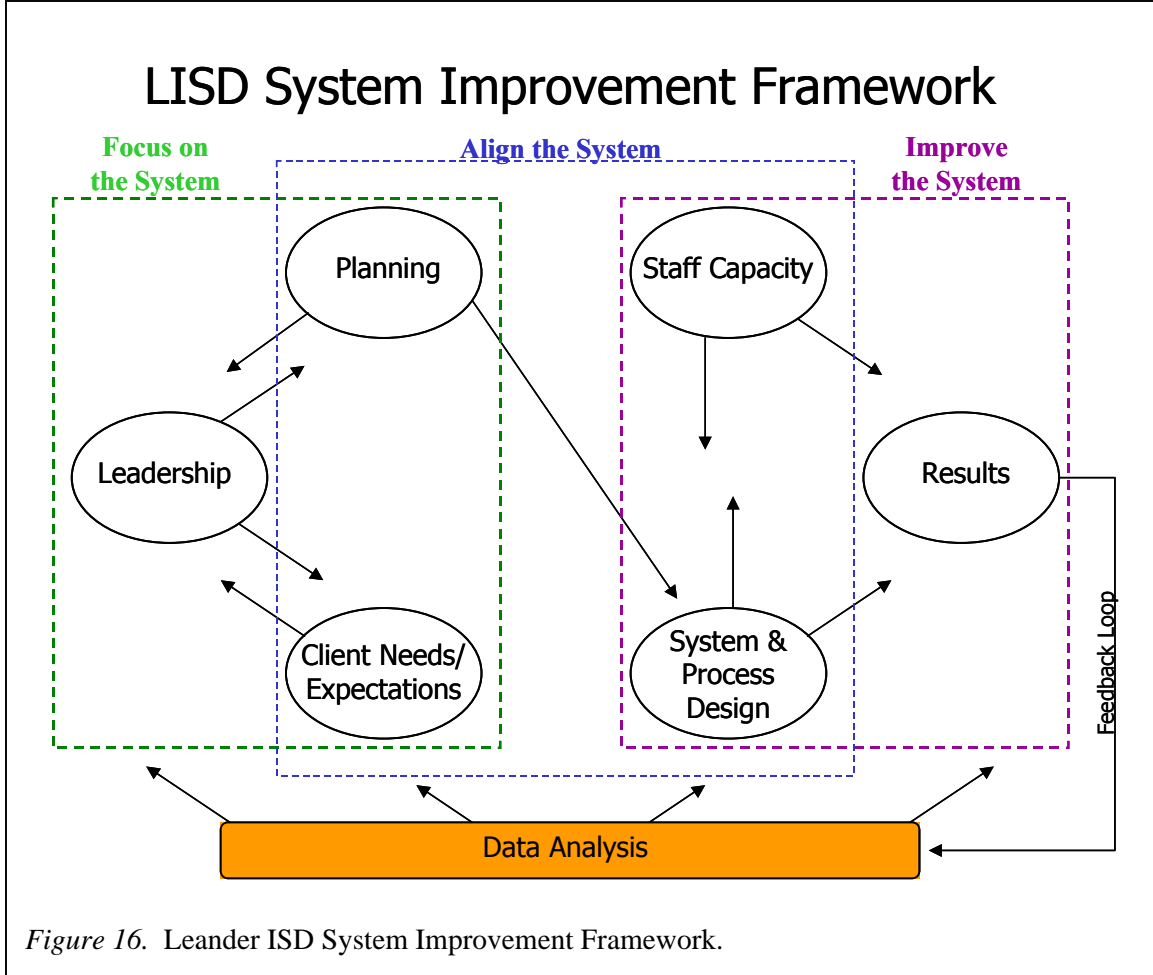 LISD System Improvement Framework
Focus on
the System
Align the System
Improve
the System
Planning
Staff Capacity
Leadership
Results
Client Needs/
Expectations
System &
Process
Design
Feedback Loop
Data Analysis
Figure 16. Leander ISD System Improvement Framework.